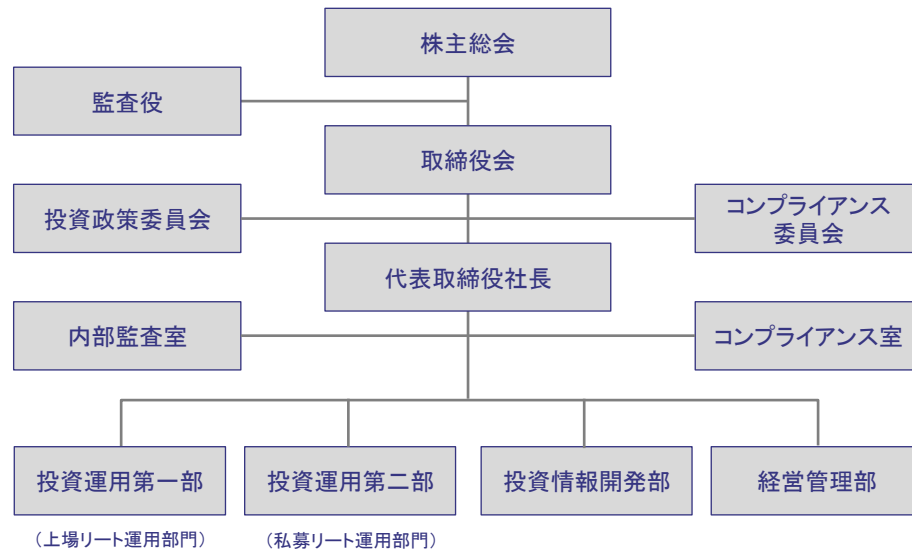 株主総会
監査役
取締役会
投資政策委員会
コンプライアンス
委員会
代表取締役社長
内部監査室
コンプライアンス室
投資運用第一部
投資運用第二部
投資情報開発部
経営管理部
（上場リート運用部門）
（私募リート運用部門）